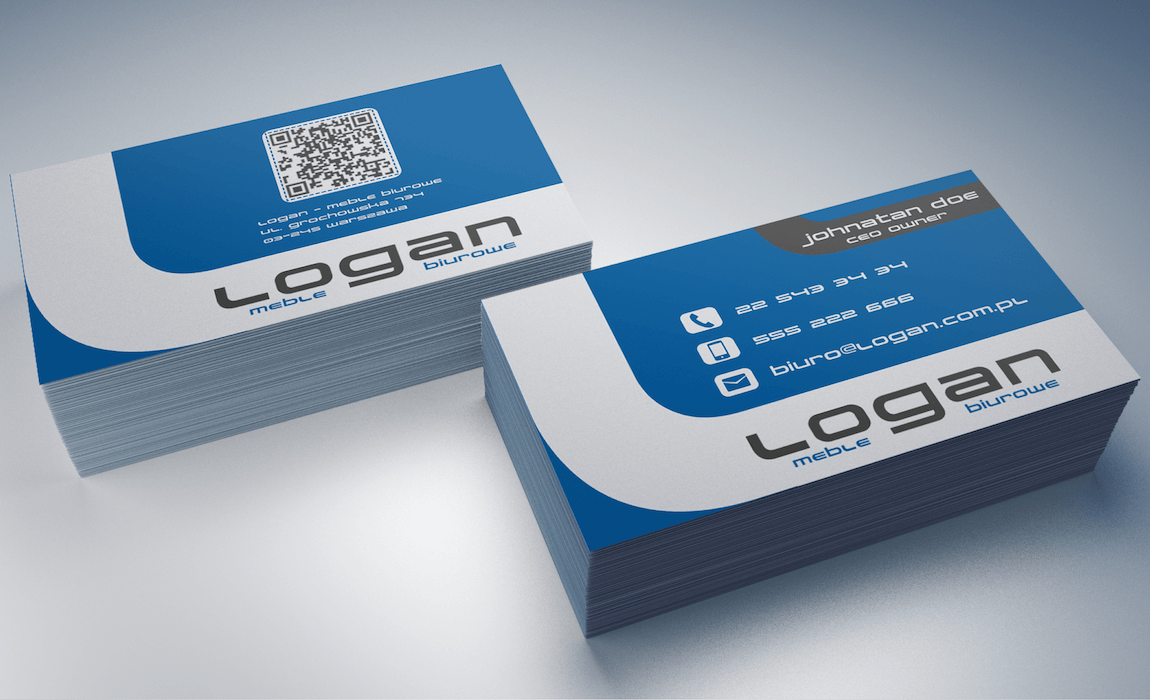 logan - meble biurowe
ul. grochowska 734
03-245 warszawa
logan
meble biurowe
johnatan doe
ceo owner
22 543 34 34
555 222 666
biuro@logan.com.pl
logan
meble biurowe